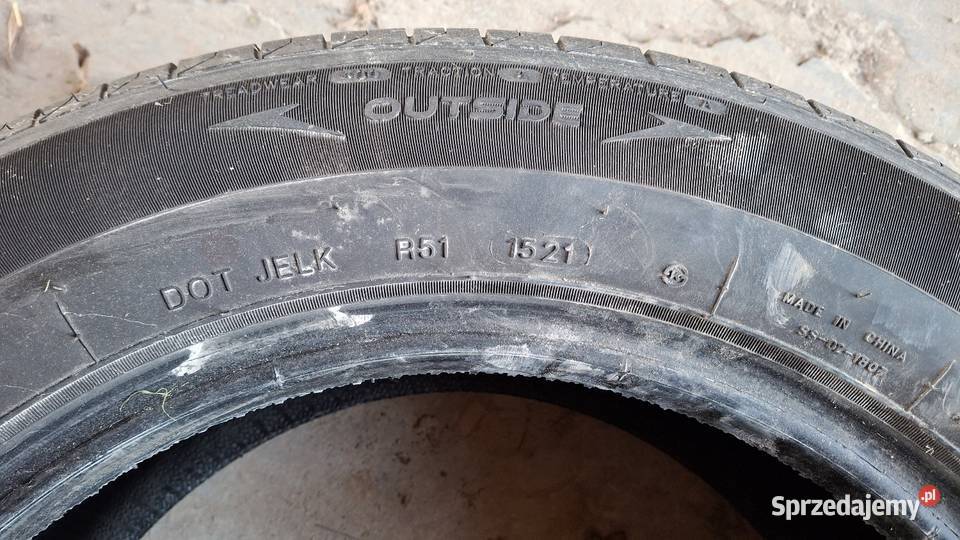 TREADWEAR TRACTION A TEMPERATURE A
OUTSIDE
DOT JELK R51 1521
MADE IN CHINA
Sprzedajemy.pl